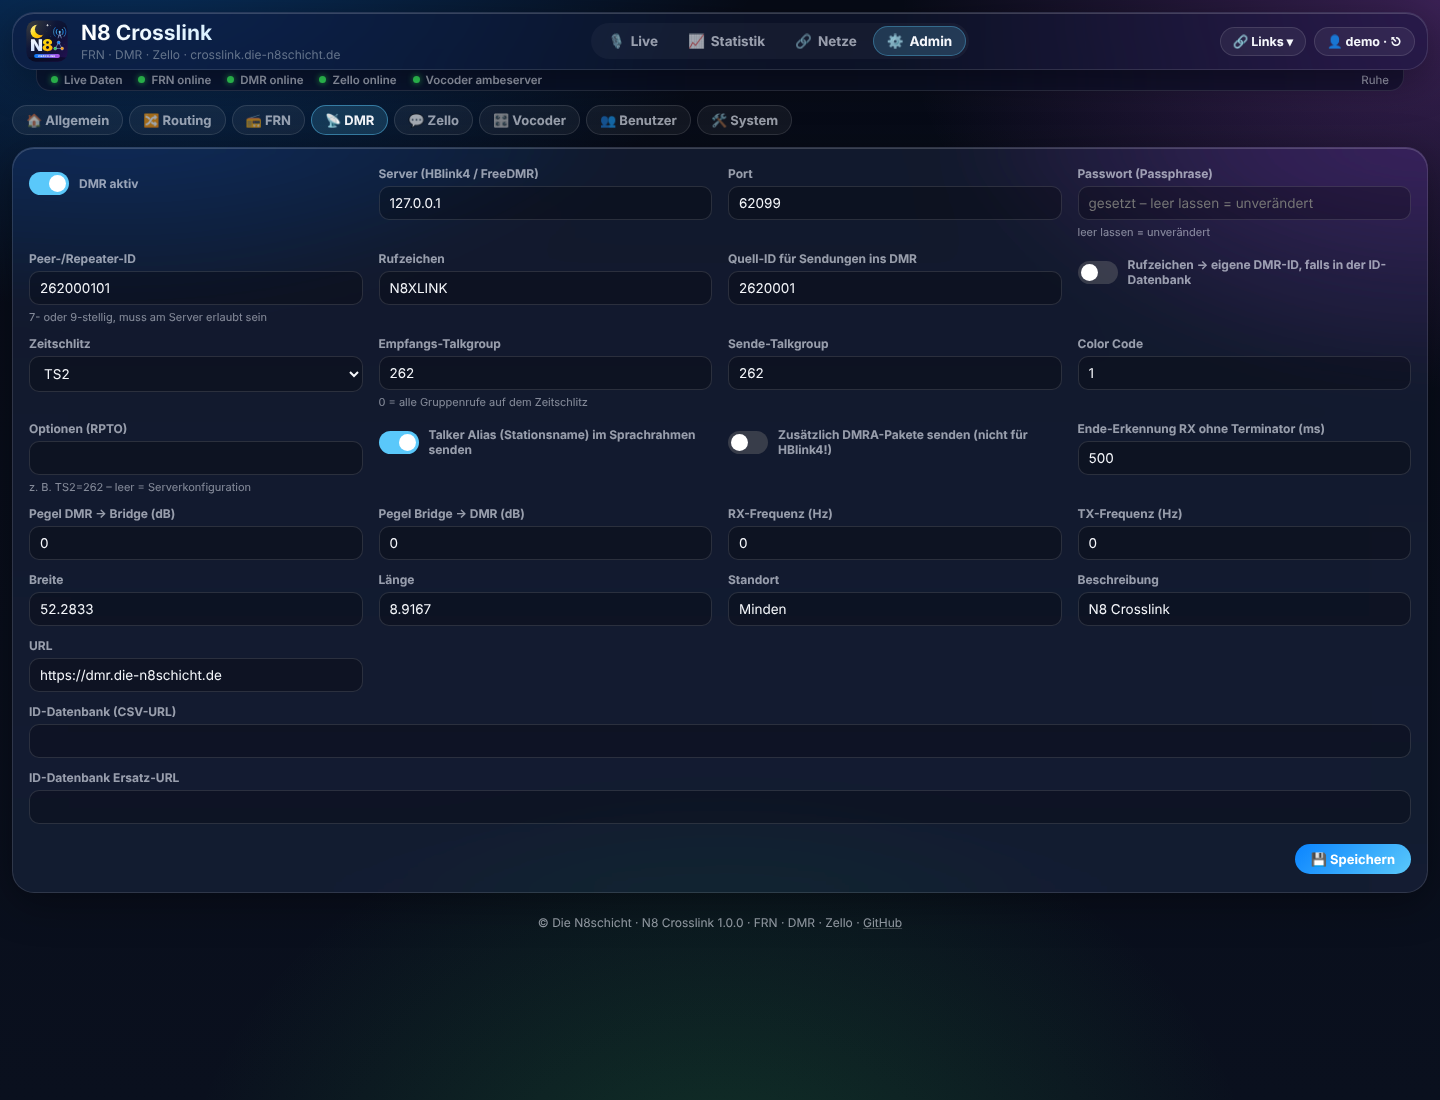 N8 Crosslink
FRN · DMR · Zello · crosslink.die-n8schicht.de
Live
Statistik
Netze
Admin
Links ▾
demo ·
Live Daten
FRN online
DMR online
Zello online
Vocoder ambeserver
Ruhe
Allgemein
Routing
FRN
DMR
Zello
Vocoder
Benutzer
System
DMR aktiv
Server (HBlink4 / FreeDMR)
127.0.0.1
Port
62099
Passwort (Passphrase)
gesetzt – leer lassen = unverändert
leer lassen = unverändert
Peer-/Repeater-ID
262000101
7- oder 9-stellig, muss am Server erlaubt sein
Rufzeichen
N8XLINK
Quell-ID für Sendungen ins DMR
2620001
Rufzeichen → eigene DMR-ID, falls in der ID-
Datenbank
Zeitschlitz
TS2
Empfangs-Talkgroup
262
0 = alle Gruppenrufe auf dem Zeitschlitz
Sende-Talkgroup
262
Color Code
1
Optionen (RPTO)
z. B. TS2=262 – leer = Serverkonfiguration
Talker Alias (Stationsname) im Sprachrahmen
senden
Zusätzlich DMRA-Pakete senden (nicht für
HBlink4!)
Ende-Erkennung RX ohne Terminator (ms)
500
Pegel DMR → Bridge (dB)
0
Pegel Bridge → DMR (dB)
0
RX-Frequenz (Hz)
0
TX-Frequenz (Hz)
0
Breite
52.2833
Länge
8.9167
Standort
Minden
Beschreibung
N8 Crosslink
URL
https://dmr.die-n8schicht.de
ID-Datenbank (CSV-URL)
ID-Datenbank Ersatz-URL
Speichern
© Die N8schicht · N8 Crosslink 1.0.0 · FRN · DMR · Zello · GitHub